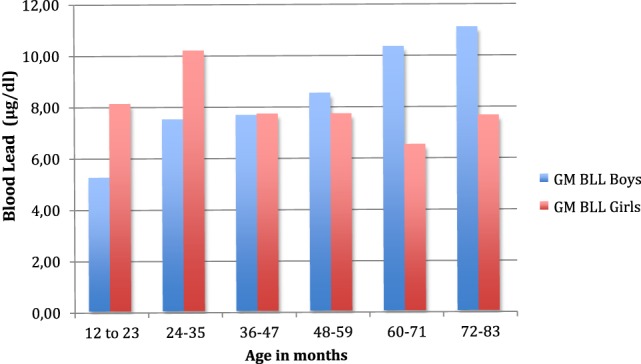 12,00
10,00
8,00
6,00
4,00
2,00
0,00
Blood Lead (µg/dl)
12 to 23 24-35 36-47 48-59 60-71 72-83
Age in months
GM BLL Boys
GM BLL Girls